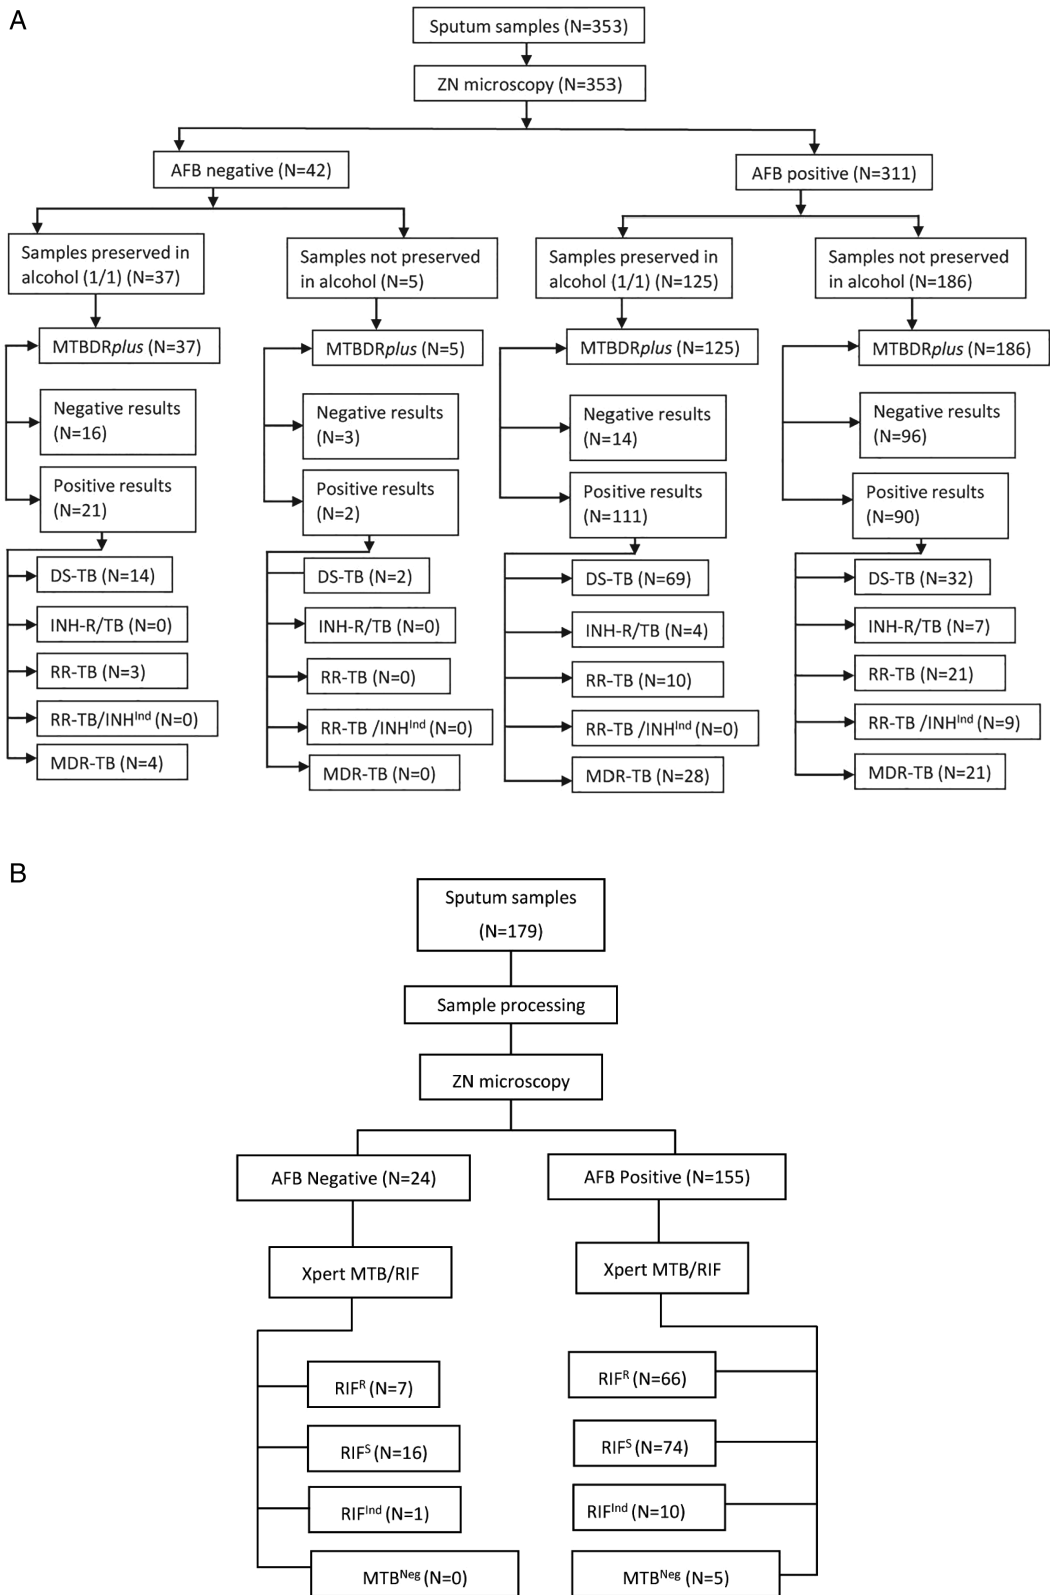 A
Sputum samples (N=353)
ZN microscopy (N=353)
AFB negative (N=42)
AFB positive (N=311)
Samples preserved in
alcohol (1/1) (N=37)
Samples not preserved
in alcohol (N=5)
Samples preserved in
alcohol (1/1) (N=125)
Samples not preserved
in alcohol (N=186)
MTBDRplus (N=37)
MTBDRplus (N=5)
MTBDRplus (N=125)
MTBDRplus (N=186)
Negative results
(N=16)
Negative results
(N=3)
Negative results
(N=14)
Negative results
(N=96)
Positive results
(N=21)
Positive results
(N=2)
Positive results
(N=111)
Positive results
(N=90)
DS-TB (N=14)
DS-TB (N=2)
DS-TB (N=69)
DS-TB (N=32)
INH-R/TB (N=0)
INH-R/TB (N=0)
INH-R/TB (N=4)
INH-R/TB (N=7)
RR-TB (N=3)
RR-TB (N=0)
RR-TB (N=10)
RR-TB (N=21)
RR-TB/INHInd (N=0)
RR-TB /INHInd (N=0)
RR-TB /INHInd (N=0)
RR-TB /INHInd (N=9)
MDR-TB (N=4)
MDR-TB (N=0)
MDR-TB (N=28)
MDR-TB (N=21)
B
Sputum samples
(N=179)
Sample processing
ZN microscopy
AFB Negative (N=24)
AFB Positive (N=155)
Xpert MTB/RIF
Xpert MTB/RIF
RIFR (N=7)
RIFR (N=66)
RIFS (N=16)
RIFS (N=74)
RIFInd (N=1)
RIFInd (N=10)
MTBNeg (N=0)
MTBNeg (N=5)